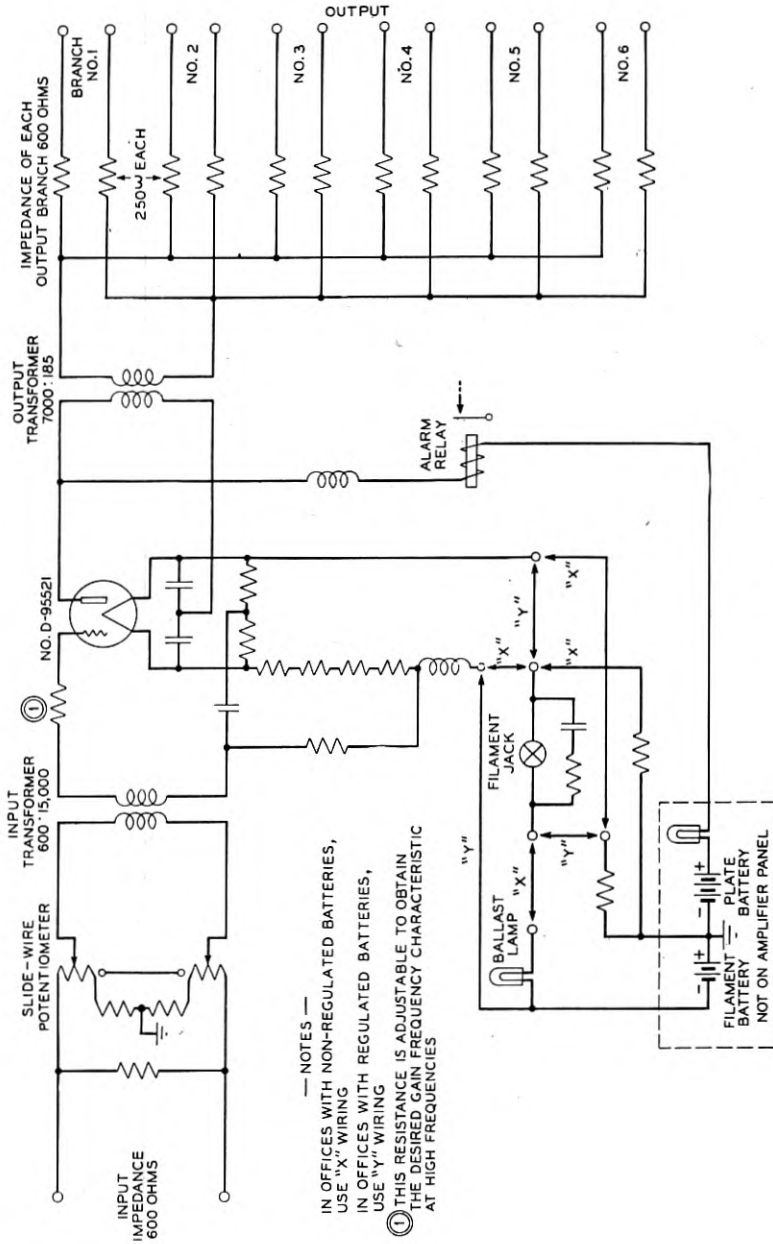 INPUT
IMPEDANCE
600 OHMS
SLIDE-WIRE
POTENTIOMETER
INPUT
TRANSFORMER
600 : 15,000
①
NO. D-95521
OUTPUT
TRANSFORMER
7000 : 185
IMPEDANCE OF EACH
OUTPUT BRANCH 600 OHMS
BRANCH
NO.1
250ω EACH
NO.2
OUTPUT
NO.3
NO.4
NO.5
NO.6
ALARM
RELAY
— NOTES —
IN OFFICES WITH NON-REGULATED BATTERIES,
USE "X" WIRING
IN OFFICES WITH REGULATED BATTERIES,
USE "Y" WIRING
① THIS RESISTANCE IS ADJUSTABLE TO OBTAIN
THE DESIRED GAIN FREQUENCY CHARACTERISTIC
AT HIGH FREQUENCIES
"Y"
"X"
"Y"
"X"
"X"
FILAMENT
JACK
BALLAST
LAMP
"X"
"Y"
- +
- +
FILAMENT
BATTERY
PLATE
BATTERY
NOT ON AMPLIFIER PANEL